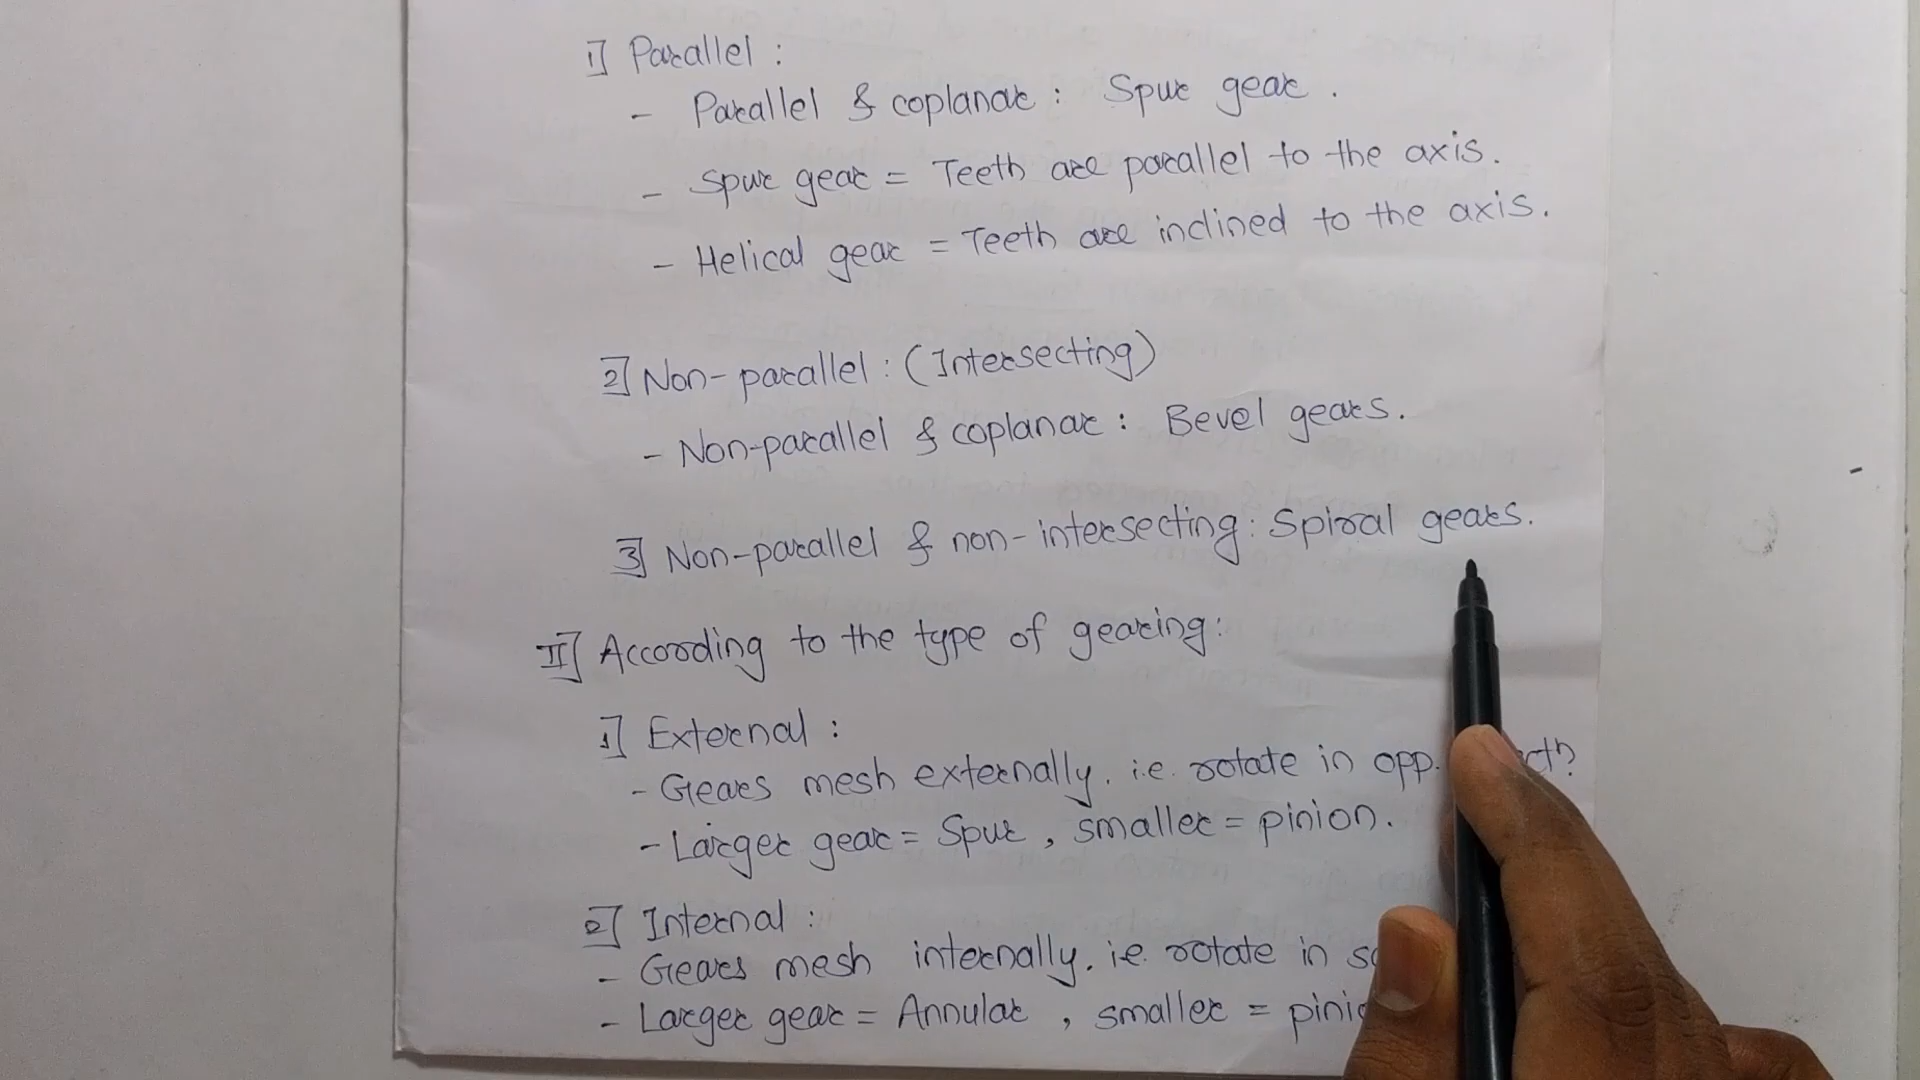 1] Parallel :
- Parallel & coplanar : Spur gear .
- Spur gear = Teeth are parallel to the axis.
- Helical gear = Teeth are inclined to the axis.
2] Non-parallel : (Intersecting)
- Non-parallel & coplanar : Bevel gears.
3] Non-parallel & non-intersecting : Spiral gears.
II] According to the type of gearing :
1] External :
- Gears mesh externally. i.e. rotate in opp.
- Larger gear = Spur , smaller = pinion.
2] Internal :
- Gears mesh internally. i.e. rotate in
- Larger gear = Annular , smaller =